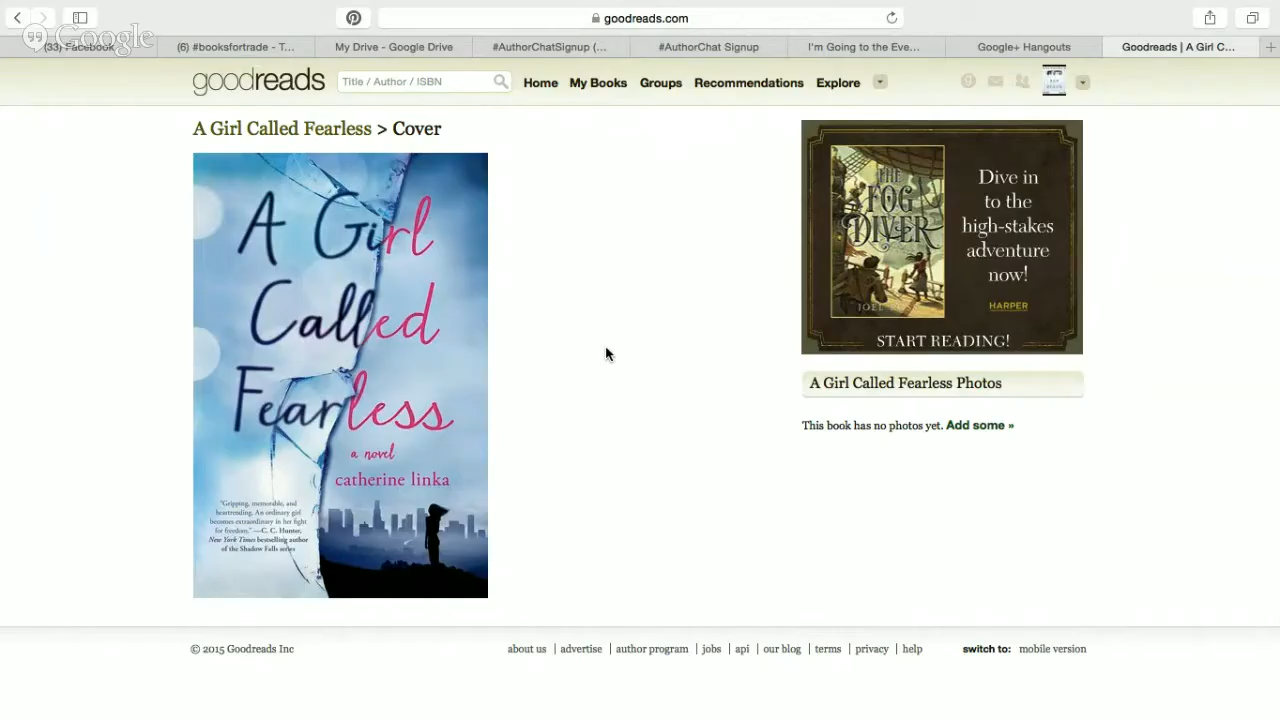 goodreads.com
Google
(33) Facebook
(6) #booksfortrade - T...
My Drive - Google Drive
#AuthorChatSignup (...
#AuthorChat Signup
I'm Going to the Eve...
Google+ Hangouts
Goodreads | A Girl C...
goodreads
Title / Author / ISBN
Home
My Books
Groups
Recommendations
Explore
A Girl Called Fearless > Cover
A Girl
Called
Fearless
a novel
catherine linka
"Gripping, memorable, and
heartrending. An ordinary girl
becomes extraordinary in her fight
for freedom." —C. C. Hunter,
New York Times bestselling author
of the Shadow Falls series
THE
FOG
DIVER
JOEL
Dive in
to the
high-stakes
adventure
now!
HARPER
START READING!
A Girl Called Fearless Photos
This book has no photos yet. Add some »
© 2015 Goodreads Inc
about us | advertise | author program | jobs | api | our blog | terms | privacy | help
switch to: mobile version